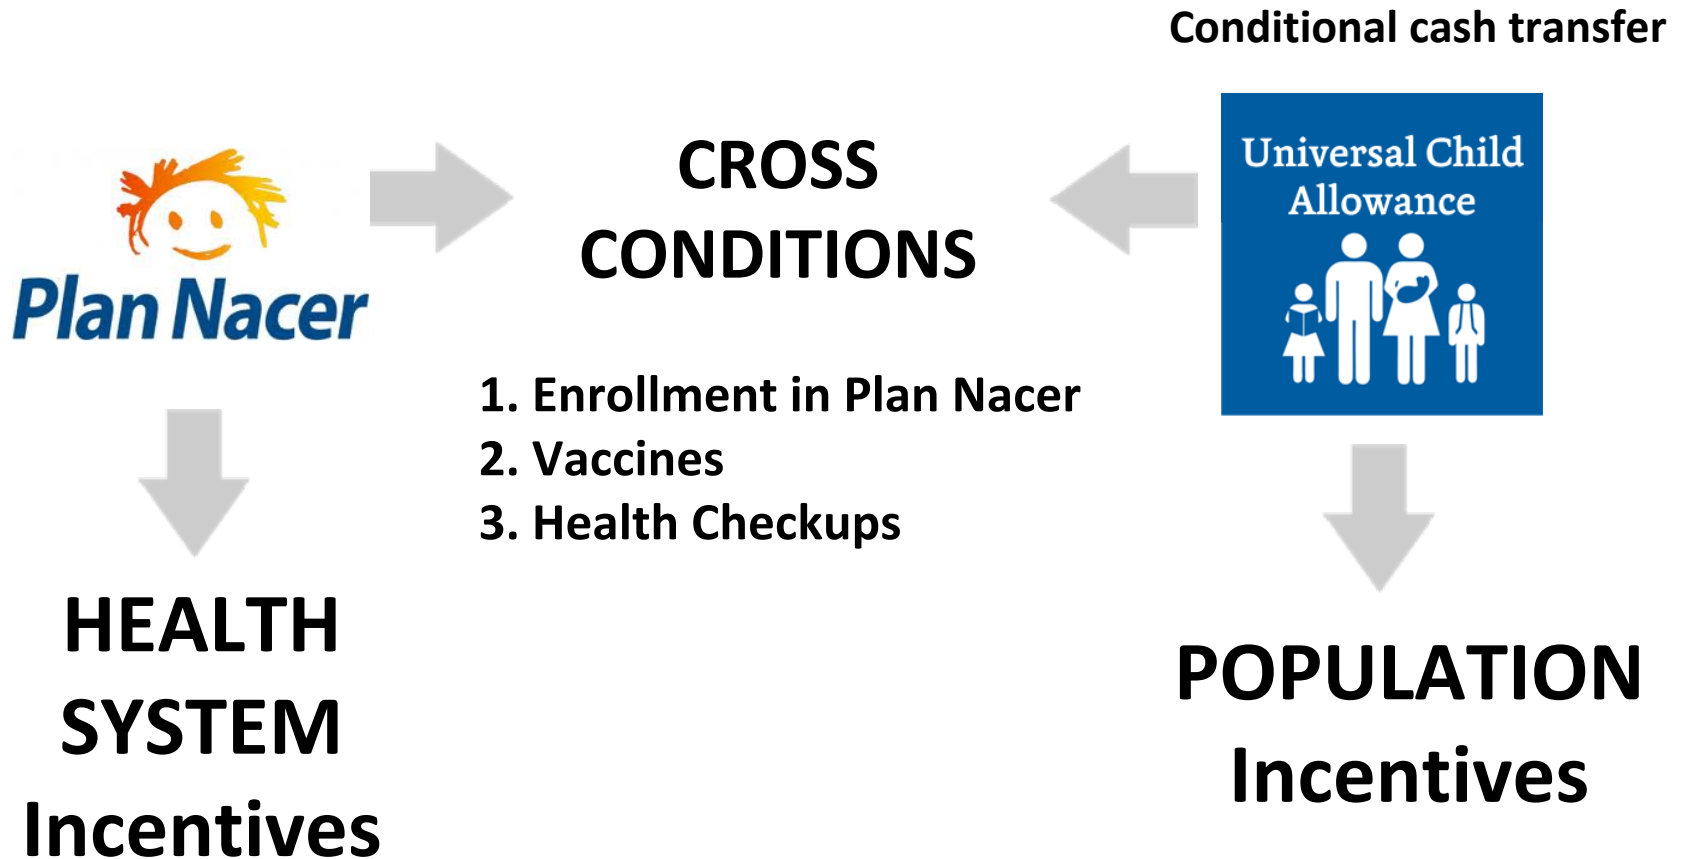 Conditional cash transfer
Plan Nacer
CROSS
CONDITIONS
Universal Child
Allowance
1. Enrollment in Plan Nacer
2. Vaccines
3. Health Checkups
HEALTH
SYSTEM
Incentives
POPULATION
Incentives